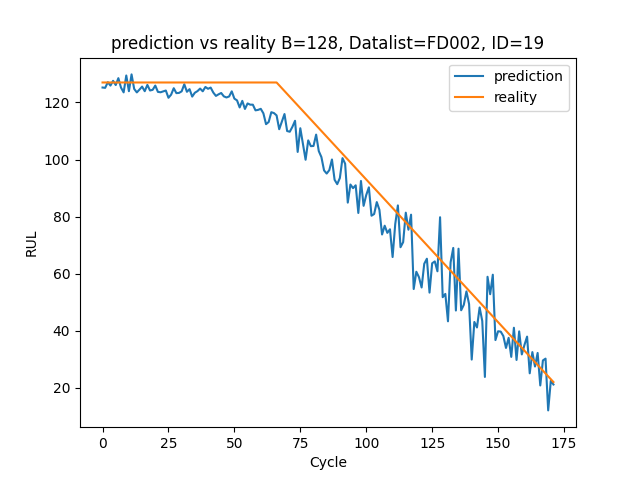 prediction vs reality B=128, Datalist=FD002, ID=19
prediction
reality
RUL
120
100
80
60
40
20
0 25 50 75 100 125 150 175
Cycle